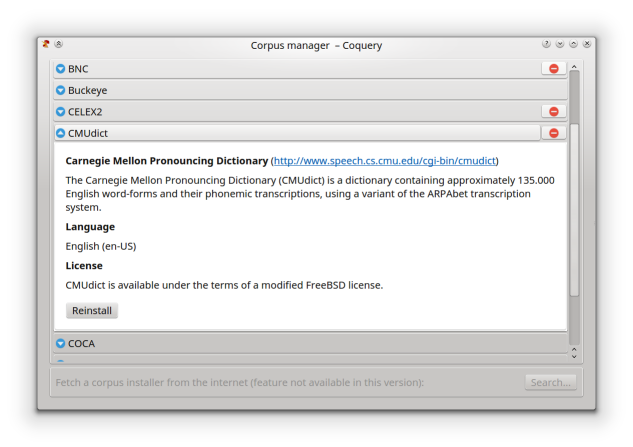 Corpus manager – Coquery
BNC
Buckeye
CELEX2
CMUdict
Carnegie Mellon Pronouncing Dictionary (http://www.speech.cs.cmu.edu/cgi-bin/cmudict)
The Carnegie Mellon Pronouncing Dictionary (CMUdict) is a dictionary containing approximately 135.000
English word-forms and their phonemic transcriptions, using a variant of the ARPAbet transcription
system.
Language
English (en-US)
License
CMUdict is available under the terms of a modified FreeBSD license.
Reinstall
COCA
Fetch a corpus installer from the internet (feature not available in this version):
Search...